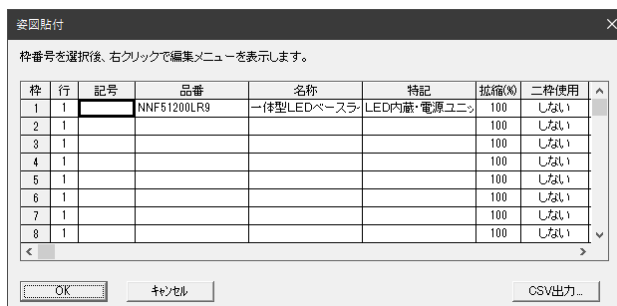 姿図貼付
枠番号を選択後、右クリックで編集メニューを表示します。
枠 行 記号 品番 名称 特記 拡縮(%) 二枠使用
1 1 NNF51200LR9 一体型LEDベースラ LED内蔵・電源ユニッ 100 しない
2 1 100 しない
3 1 100 しない
4 1 100 しない
5 1 100 しない
6 1 100 しない
7 1 100 しない
8 1 100 しない
OK キャンセル CSV出力...